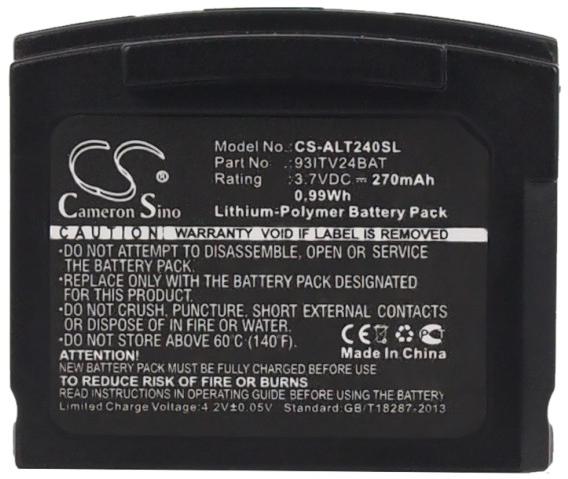 CS
Cameron Sino
Model No.:CS-ALT240SL
Part No :93ITV24BAT
Rating :3.7VDC 270mAh
0.99Wh
Lithium-Polymer Battery Pack
CAUTION WARRANTY VOID IF LABEL IS REMOVED
•DO NOT ATTEMPT TO DISASSEMBLE, OPEN OR SERVICE
THE BATTERY PACK.
•REPLACE ONLY WITH THE BATTERY PACK DESIGNATED
FOR THIS PRODUCT.
•DO NOT CRUSH, PUNCTURE, SHORT EXTERNAL CONTACTS
OR DISPOSE OF IN FIRE OR WATER.
•DO NOT STORE ABOVE 60°C (140°F).
CE
Made In China
ATTENTION!
NEW BATTERY PACK MUST BE FULLY CHARGED BEFORE USE
TO REDUCE RISK OF FIRE OR BURNS
READ INSTRUCTIONS BEFORE CHARGING OR USING THE BATTERY
Limited Charge Voltage:4.2V±0.05V Standard:GB/T18287-2013